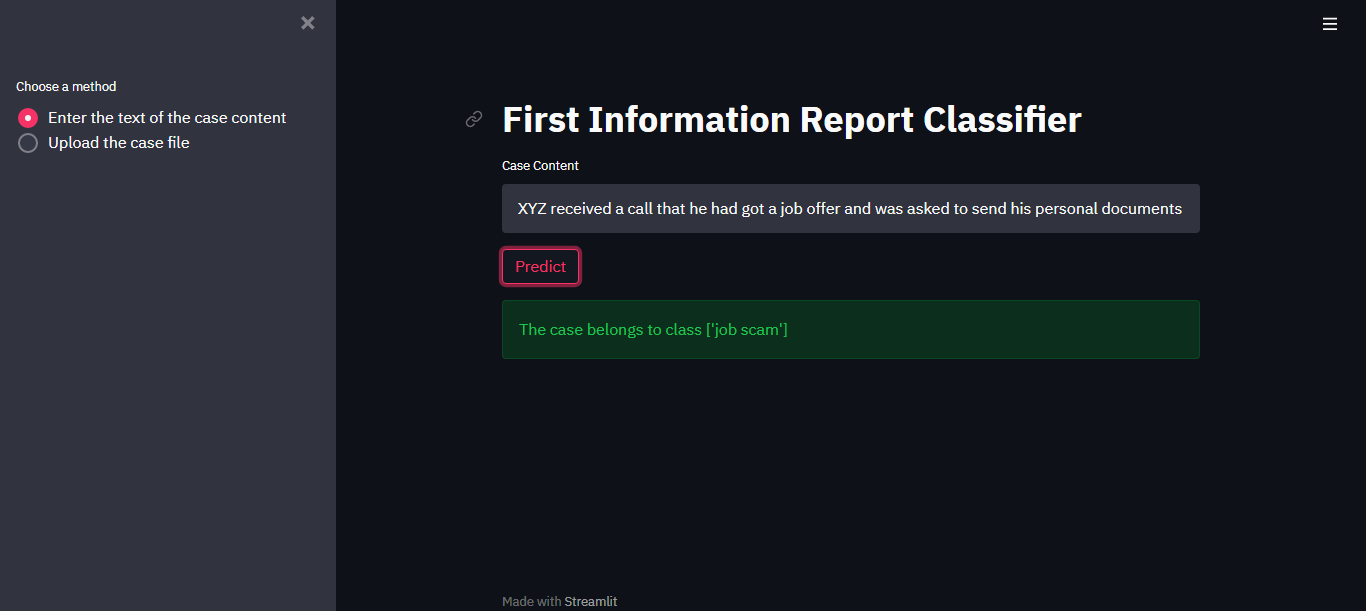 Choose a method
Enter the text of the case content
Upload the case file
First Information Report Classifier
Case Content
XYZ received a call that he had got a job offer and was asked to send his personal documents
Predict
The case belongs to class ['job scam']
Made with Streamlit